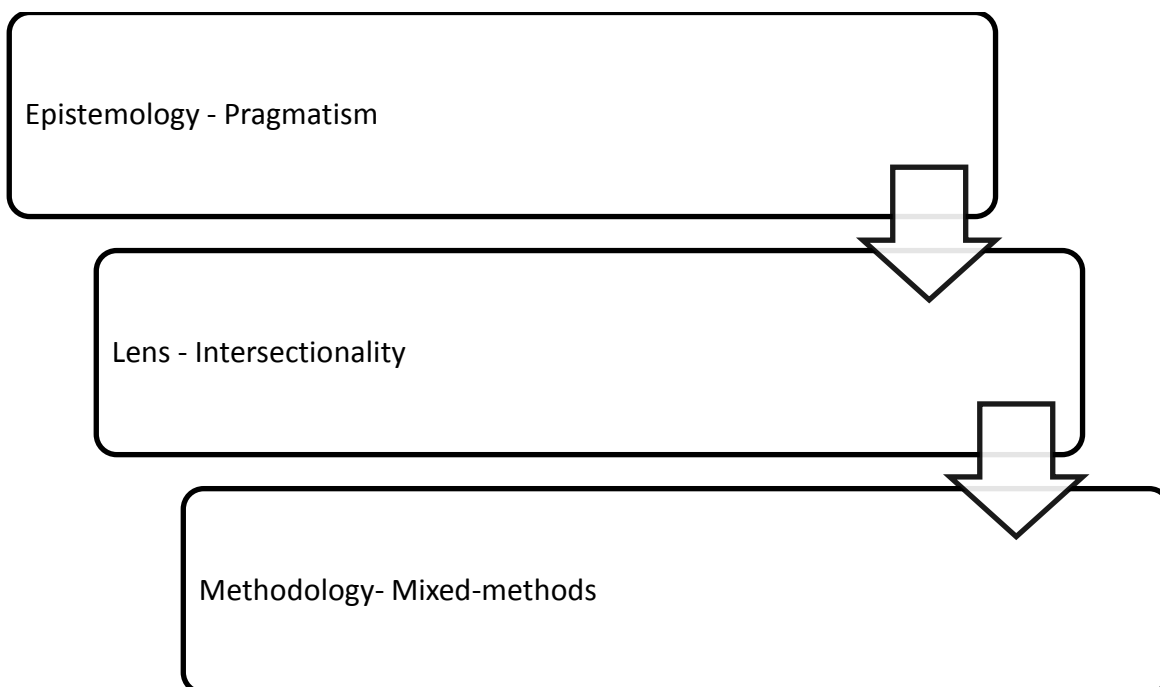 Epistemology - Pragmatism
Lens - Intersectionality
Methodology- Mixed-methods